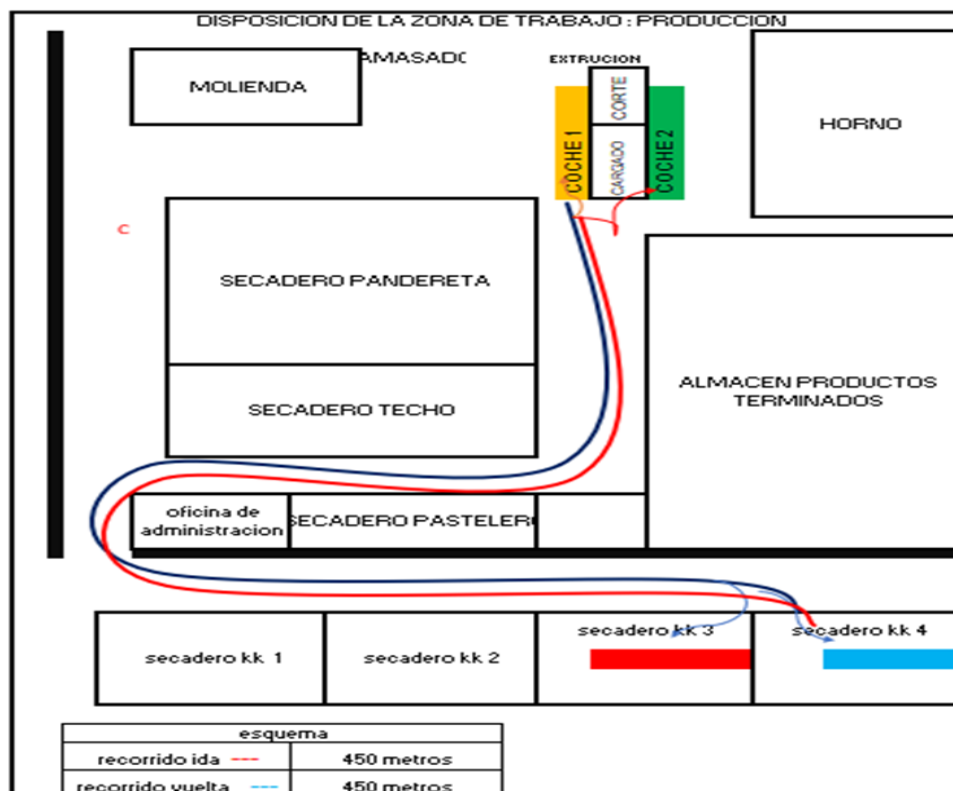 DISPOSICION DE LA ZONA DE TRABAJO : PRODUCCION
AMASADO
EXTRUCION
MOLIENDA
CORTE
CARGADO
COCHE 1
COCHE 2
HORNO
C
SECADERO PANDERETA
SECADERO TECHO
ALMACEN PRODUCTOS
TERMINADOS
oficina de
administracion
SECADERO PASTELER
secadero kk 1
secadero kk 2
secadero kk 3
secadero kk 4
esquema
recorrido ida --- 450 metros
recorrido vuelta --- 450 metros